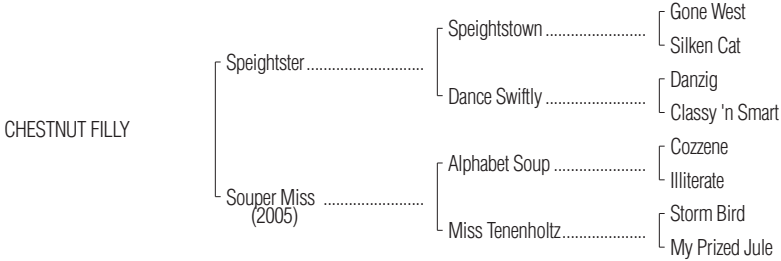 Gone West
Speightstown ........................
Silken Cat
Speightster ............................
Danzig
Dance Swiftly ........................
Classy 'n Smart
CHESTNUT FILLY
Cozzene
Alphabet Soup ......................
Illiterate
Souper Miss ........................
(2005)
Storm Bird
Miss Tenenholtz....................
My Prized Jule